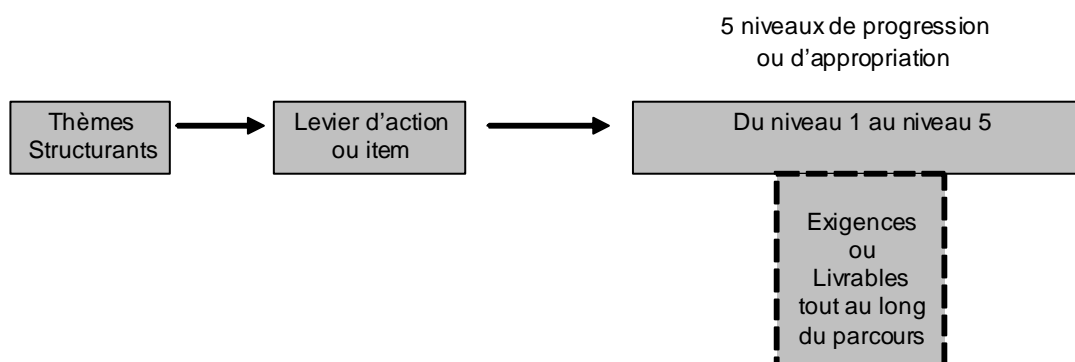 5 niveaux de progression
ou d'appropriation
Thèmes
Structurants
Levier d'action
ou item
Du niveau 1 au niveau 5
Exigences
ou
Livrables
tout au long
du parcours